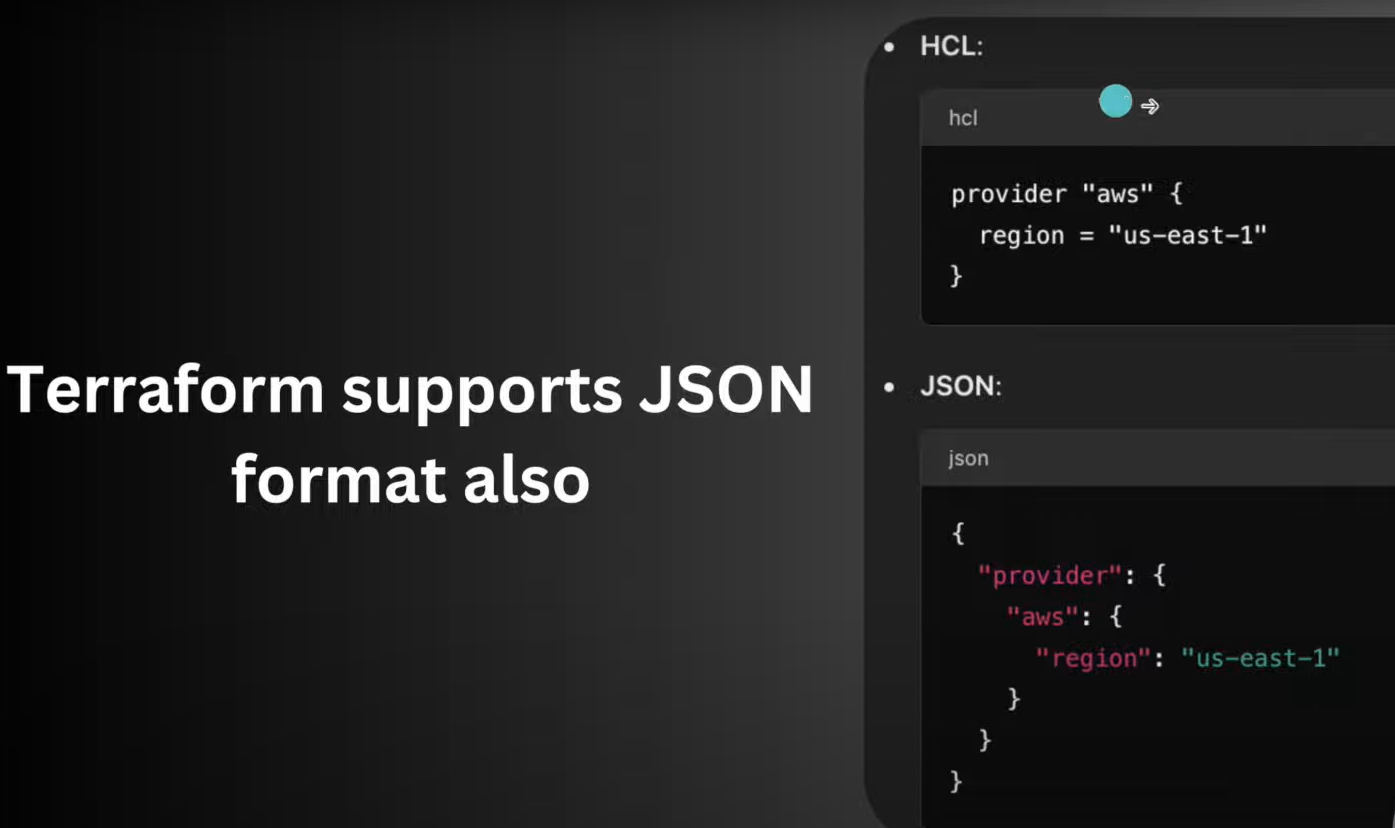 Terraform supports JSON
format also
• HCL:
hcl
provider "aws" {
  region = "us-east-1"
}
• JSON:
json
{
  "provider": {
    "aws": {
      "region": "us-east-1"
    }
  }
}